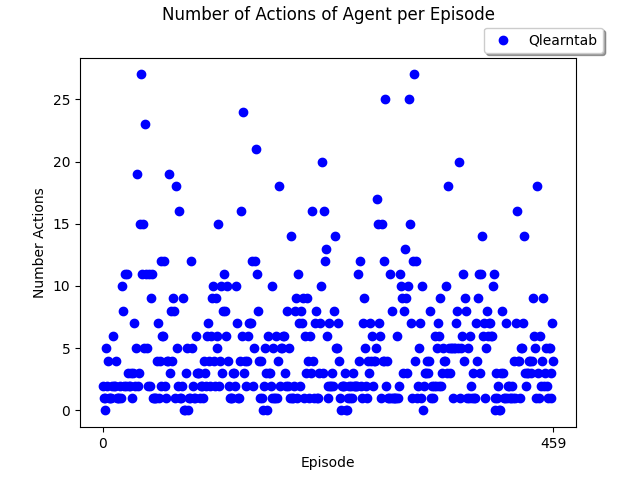 Number of Actions of Agent per Episode
Qlearntab
25
20
15
10
5
0
Number Actions
0 459
Episode